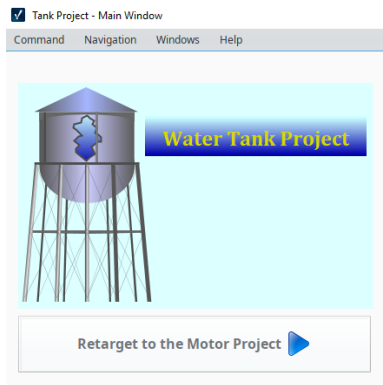 Tank Project - Main Window
Command Navigation Windows Help
Water Tank Project
Retarget to the Motor Project